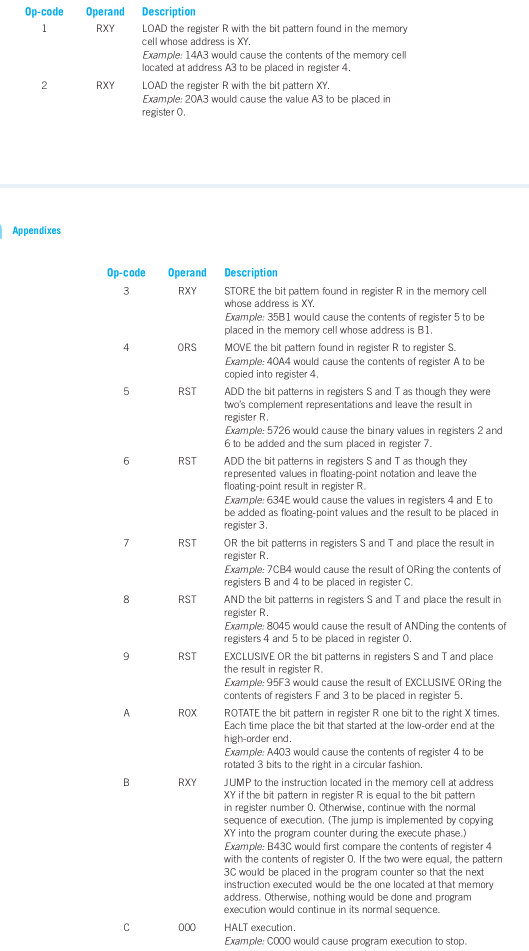 Op-code Operand Description
1 RXY LOAD the register R with the bit pattern found in the memory
cell whose address is XY.
Example: 14A3 would cause the contents of the memory cell
located at address A3 to be placed in register 4.
2 RXY LOAD the register R with the bit pattern XY.
Example: 20A3 would cause the value A3 to be placed in
register 0.
Appendixes
Op-code Operand Description
3 RXY STORE the bit pattern found in register R in the memory cell
whose address is XY.
Example: 35B1 would cause the contents of register 5 to be
placed in the memory cell whose address is B1.
4 0RS MOVE the bit pattern found in register R to register S.
Example: 40A4 would cause the contents of register A to be
copied into register 4.
5 RST ADD the bit patterns in registers S and T as though they were
two's complement representations and leave the result in
register R.
Example: 5726 would cause the binary values in registers 2 and
6 to be added and the sum placed in register 7.
6 RST ADD the bit patterns in registers S and T as though they
represented values in floating-point notation and leave the
floating-point result in register R.
Example: 634E would cause the values in registers 4 and E to
be added as floating-point values and the result to be placed in
register 3.
7 RST OR the bit patterns in registers S and T and place the result in
register R.
Example: 7CB4 would cause the result of ORing the contents of
registers B and 4 to be placed in register C.
8 RST AND the bit patterns in registers S and T and place the result in
register R.
Example: 8045 would cause the result of ANDing the contents of
registers 4 and 5 to be placed in register 0.
9 RST EXCLUSIVE OR the bit patterns in registers S and T and place
the result in register R.
Example: 95F3 would cause the result of EXCLUSIVE ORing the
contents of registers F and 3 to be placed in register 5.
A R0X ROTATE the bit pattern in register R one bit to the right X times.
Each time place the bit that started at the low-order end at the
high-order end.
Example: A403 would cause the contents of register 4 to be
rotated 3 bits to the right in a circular fashion.
B RXY JUMP to the instruction located in the memory cell at address
XY if the bit pattern in register R is equal to the bit pattern
in register number 0. Otherwise, continue with the normal
sequence of execution. (The jump is implemented by copying
XY into the program counter during the execute phase.)
Example: B43C would first compare the contents of register 4
with the contents of register 0. If the two were equal, the pattern
3C would be placed in the program counter so that the next
instruction executed would be the one located at that memory
address. Otherwise, nothing would be done and program
execution would continue in its normal sequence.
C 000 HALT execution.
Example: C000 would cause program execution to stop.